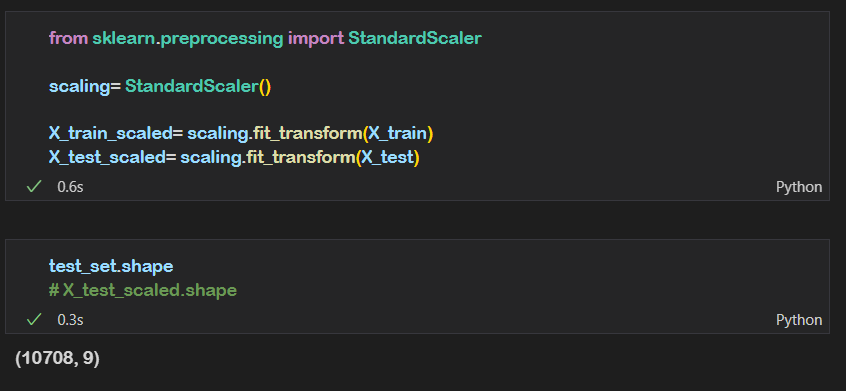 from sklearn.preprocessing import StandardScaler
scaling= StandardScaler()
X_train_scaled= scaling.fit_transform(X_train)
X_test_scaled= scaling.fit_transform(X_test)
✓ 0.6s Python
test_set.shape
# X_test_scaled.shape
✓ 0.3s Python
(10708, 9)